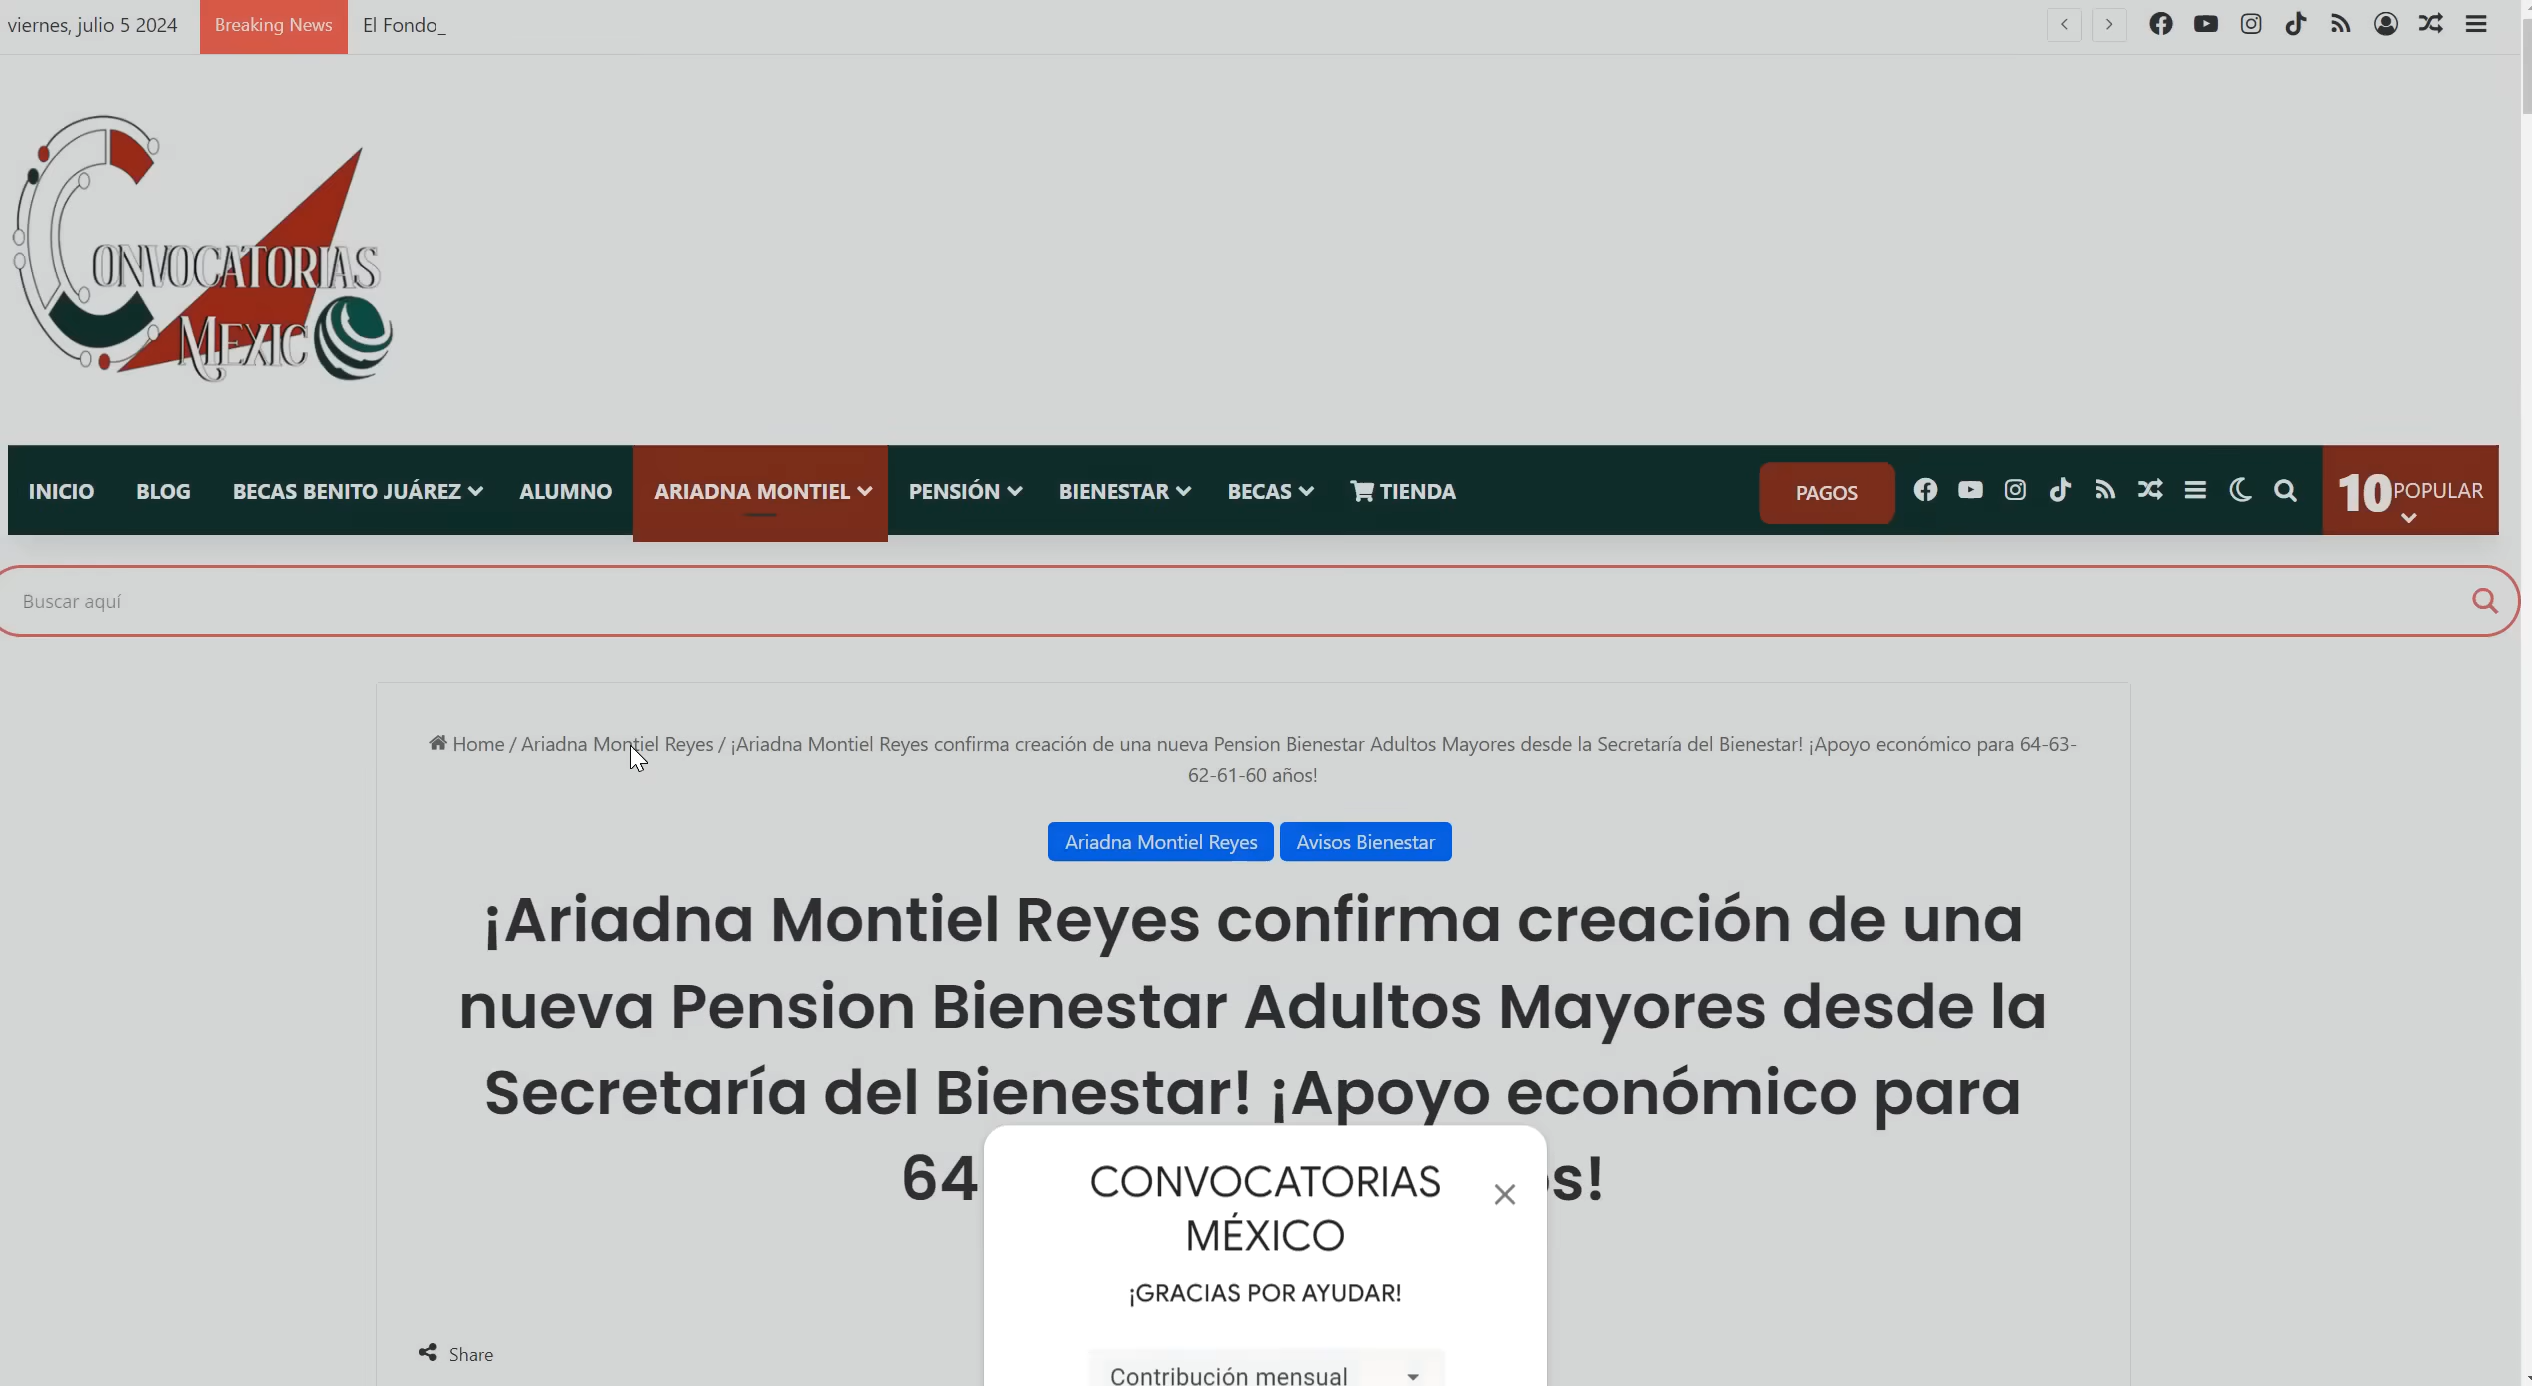 viernes, julio 5 2024
Breaking News
El Fondo_
CONVOCATORIAS
MEXICO
INICIO
BLOG
BECAS BENITO JUÁREZ
ALUMNO
ARIADNA MONTIEL
PENSIÓN
BIENESTAR
BECAS
TIENDA
PAGOS
10 POPULAR
Buscar aquí
Home / Ariadna Montiel Reyes / ¡Ariadna Montiel Reyes confirma creación de una nueva Pension Bienestar Adultos Mayores desde la Secretaría del Bienestar! ¡Apoyo económico para 64-63-
62-61-60 años!
Ariadna Montiel Reyes
Avisos Bienestar
¡Ariadna Montiel Reyes confirma creación de una
nueva Pension Bienestar Adultos Mayores desde la
Secretaría del Bienestar! ¡Apoyo económico para
64 s!
CONVOCATORIAS
MÉXICO
¡GRACIAS POR AYUDAR!
Contribución mensual
Share